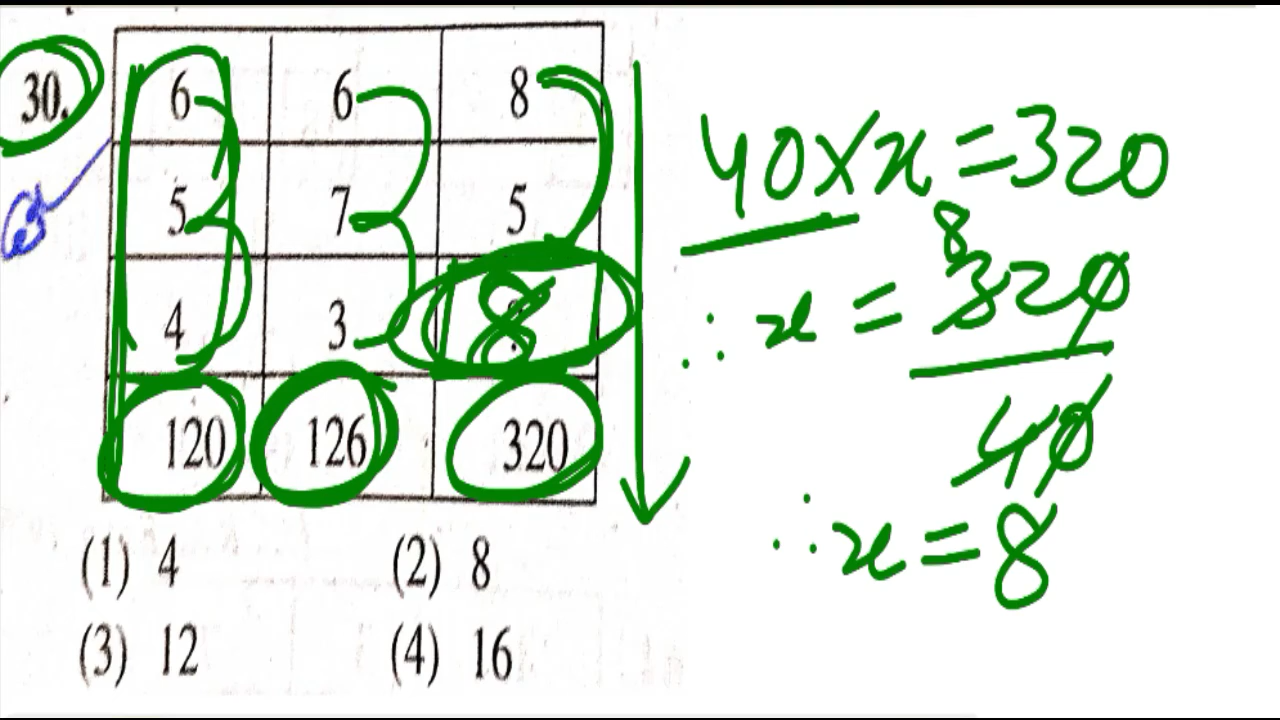 30.
6 6 8
5 7 5
4 3 8
120 126 320
(1) 4 (2) 8
(3) 12 (4) 16
40×x=320
∴x=320/40
8
∴x=8